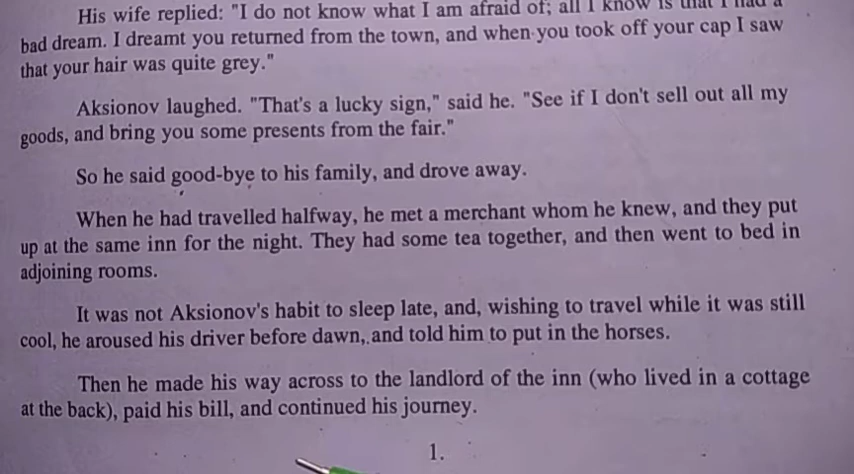 His wife replied: "I do not know what I am afraid of; all I know is that I had a
bad dream. I dreamt you returned from the town, and when you took off your cap I saw
that your hair was quite grey."
Aksionov laughed. "That's a lucky sign," said he. "See if I don't sell out all my
goods, and bring you some presents from the fair."
So he said good-bye to his family, and drove away.
When he had travelled halfway, he met a merchant whom he knew, and they put
up at the same inn for the night. They had some tea together, and then went to bed in
adjoining rooms.
It was not Aksionov's habit to sleep late, and, wishing to travel while it was still
cool, he aroused his driver before dawn, and told him to put in the horses.
Then he made his way across to the landlord of the inn (who lived in a cottage
at the back), paid his bill, and continued his journey.
1.